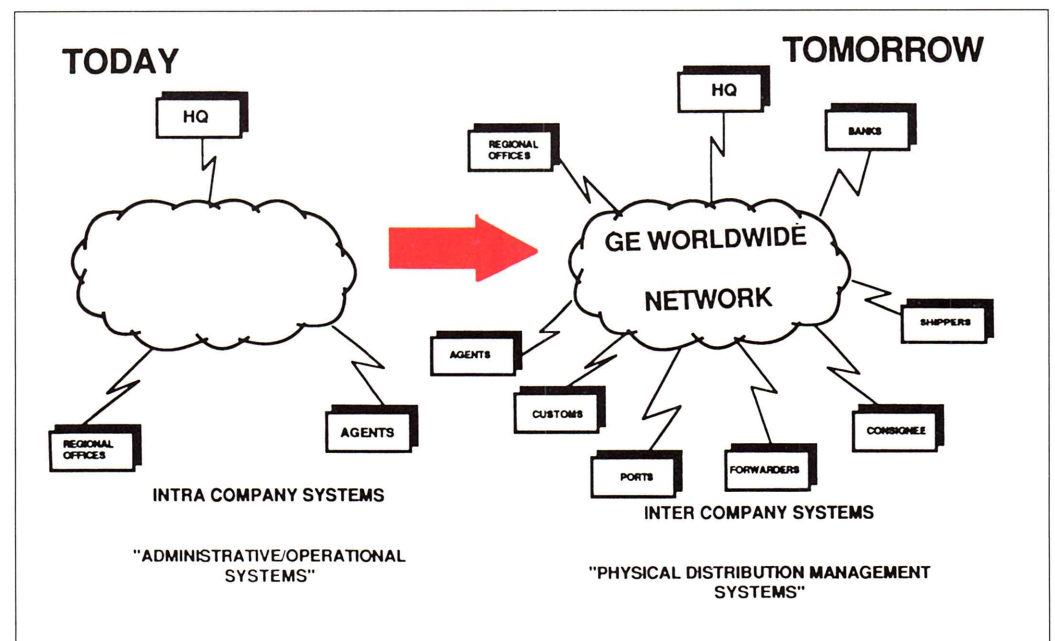 TODAY
HQ
REGIONAL
OFFICES
AGENTS
INTRA COMPANY SYSTEMS
"ADMINISTRATIVE/OPERATIONAL
SYSTEMS"
TOMORROW
HQ
REGIONAL
OFFICES
BANKS
GE WORLDWIDE
NETWORK
SHIPPERS
AGENTS
CUSTOMS
CONSIGNEE
PORTS
FORWARDERS
INTER COMPANY SYSTEMS
"PHYSICAL DISTRIBUTION MANAGEMENT
SYSTEMS"